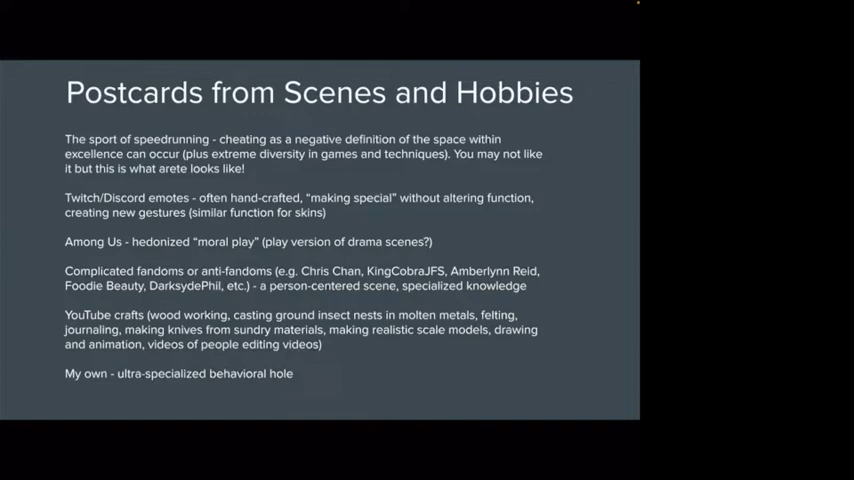 Postcards from Scenes and Hobbies
The sport of speedrunning - cheating as a negative definition of the space within
excellence can occur (plus extreme diversity in games and techniques). You may not like
it but this is what arete looks like!
Twitch/Discord emotes - often hand-crafted, “making special” without altering function,
creating new gestures (similar function for skins)
Among Us - hedonized “moral play” (play version of drama scenes?)
Complicated fandoms or anti-fandoms (e.g. Chris Chan, KingCobraJFS, Amberlynn Reid,
Foodie Beauty, DarksydePhil, etc.) - a person-centered scene, specialized knowledge
YouTube crafts (wood working, casting ground insect nests in molten metals, felting,
journaling, making knives from sundry materials, making realistic scale models, drawing
and animation, videos of people editing videos)
My own - ultra-specialized behavioral hole